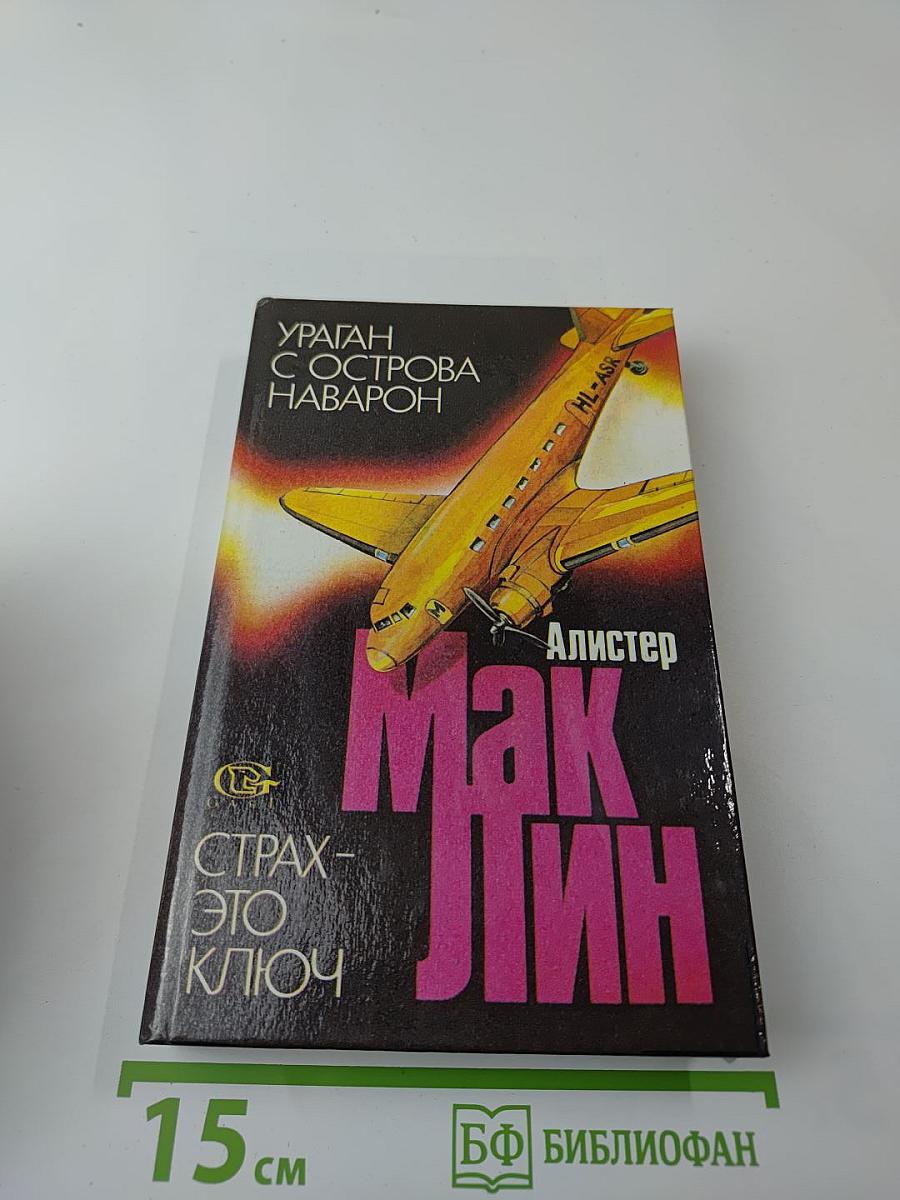 УРАГАН
С ОСТРОВА
НАВАРОН
HL-ASR
M
Алистер
Мак
Лин
СТРАХ-
ЭТО
КЛЮЧ
15 см
БФ БИБЛИОФАН